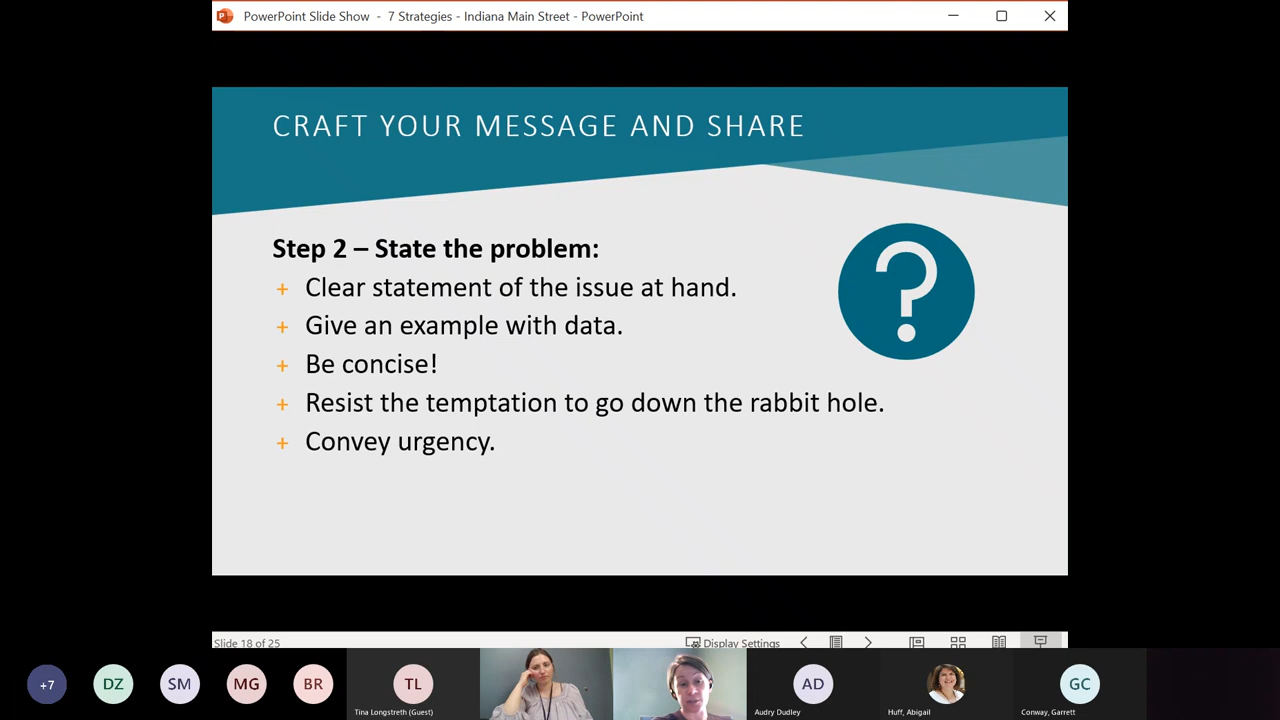 PowerPoint Slide Show - 7 Strategies - Indiana Main Street - PowerPoint
CRAFT YOUR MESSAGE AND SHARE
Step 2 – State the problem:
+ Clear statement of the issue at hand.
+ Give an example with data.
+ Be concise!
+ Resist the temptation to go down the rabbit hole.
+ Convey urgency.
?
Slide 18 of 25
Display Settings
+7
DZ
SM
MG
BR
TL
AD
GC
Tina Longstreth (Guest)
Audry Dudley
Huff, Abigail
Conway, Garrett